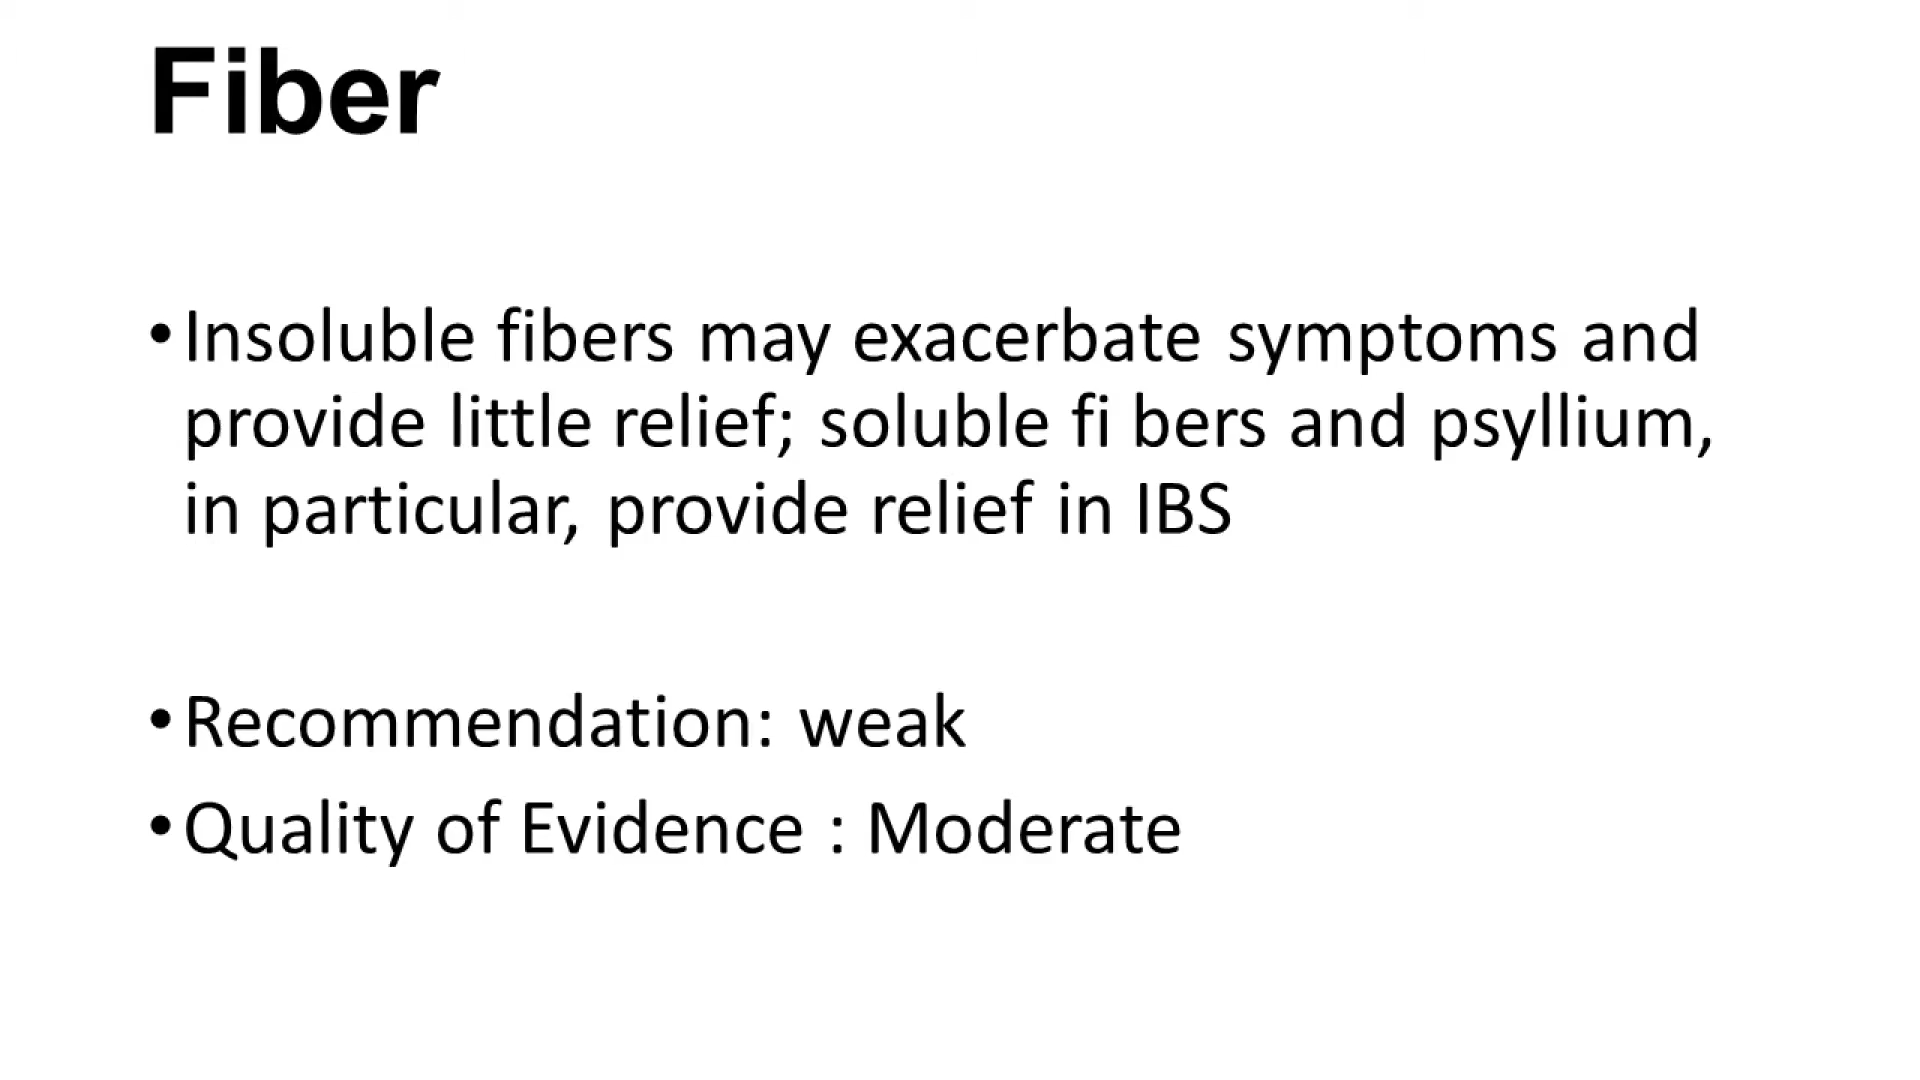 Fiber
•Insoluble fibers may exacerbate symptoms and
provide little relief; soluble fi bers and psyllium,
in particular, provide relief in IBS
•Recommendation: weak
•Quality of Evidence : Moderate